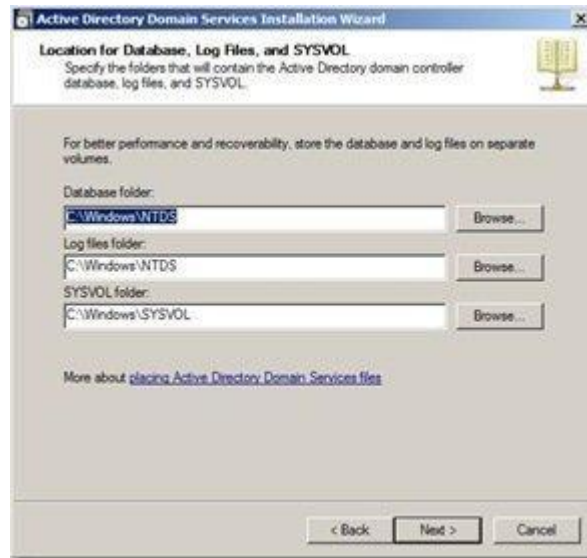 Active Directory Domain Services Installation Wizard
Location for Database, Log Files, and SYSVOL
Specify the folders that will contain the Active Directory domain controller
database, log files, and SYSVOL.
For better performance and recoverability, store the database and log files on separate
volumes.
Database folder:
C:\Windows\NTDS
Browse...
Log files folder:
C:\Windows\NTDS
Browse...
SYSVOL folder:
C:\Windows\SYSVOL
Browse...
More about placing Active Directory Domain Services files
< Back Next > Cancel